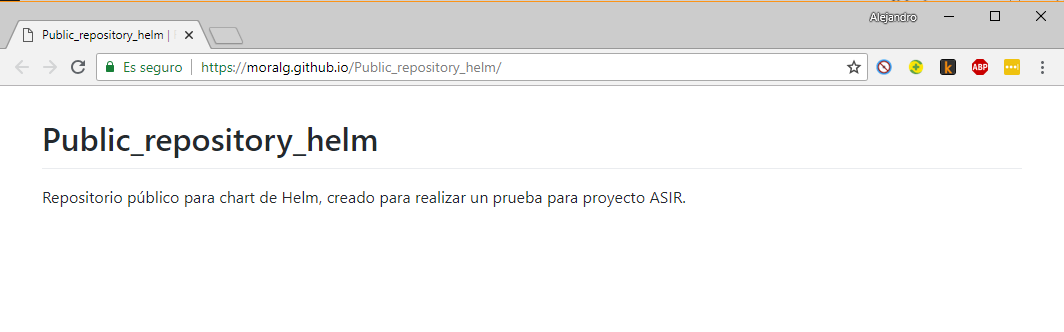 Alejandro
Public_repository_helm |
Es seguro | https://moralg.github.io/Public_repository_helm/
k
ABP
Public_repository_helm
Repositorio público para chart de Helm, creado para realizar un prueba para proyecto ASIR.